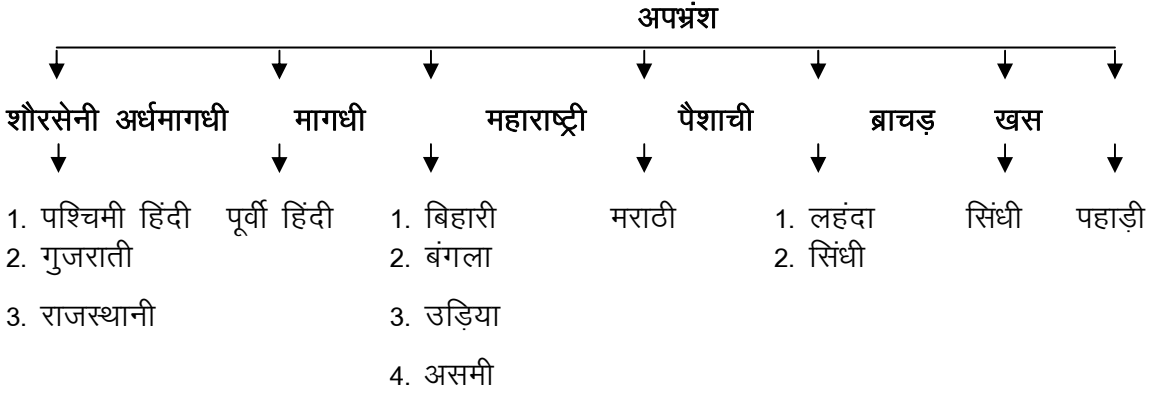 अपभ्रंश
शौरसेनी अर्धमागधी मागधी महाराष्ट्री पैशाची ब्राचड़ खस
1. पश्चिमी हिंदी पूर्वी हिंदी 1. बिहारी मराठी 1. लहंदा सिंधी पहाड़ी
2. गुजराती 2. बंगला 2. सिंधी
3. राजस्थानी 3. उड़िया
4. असमी